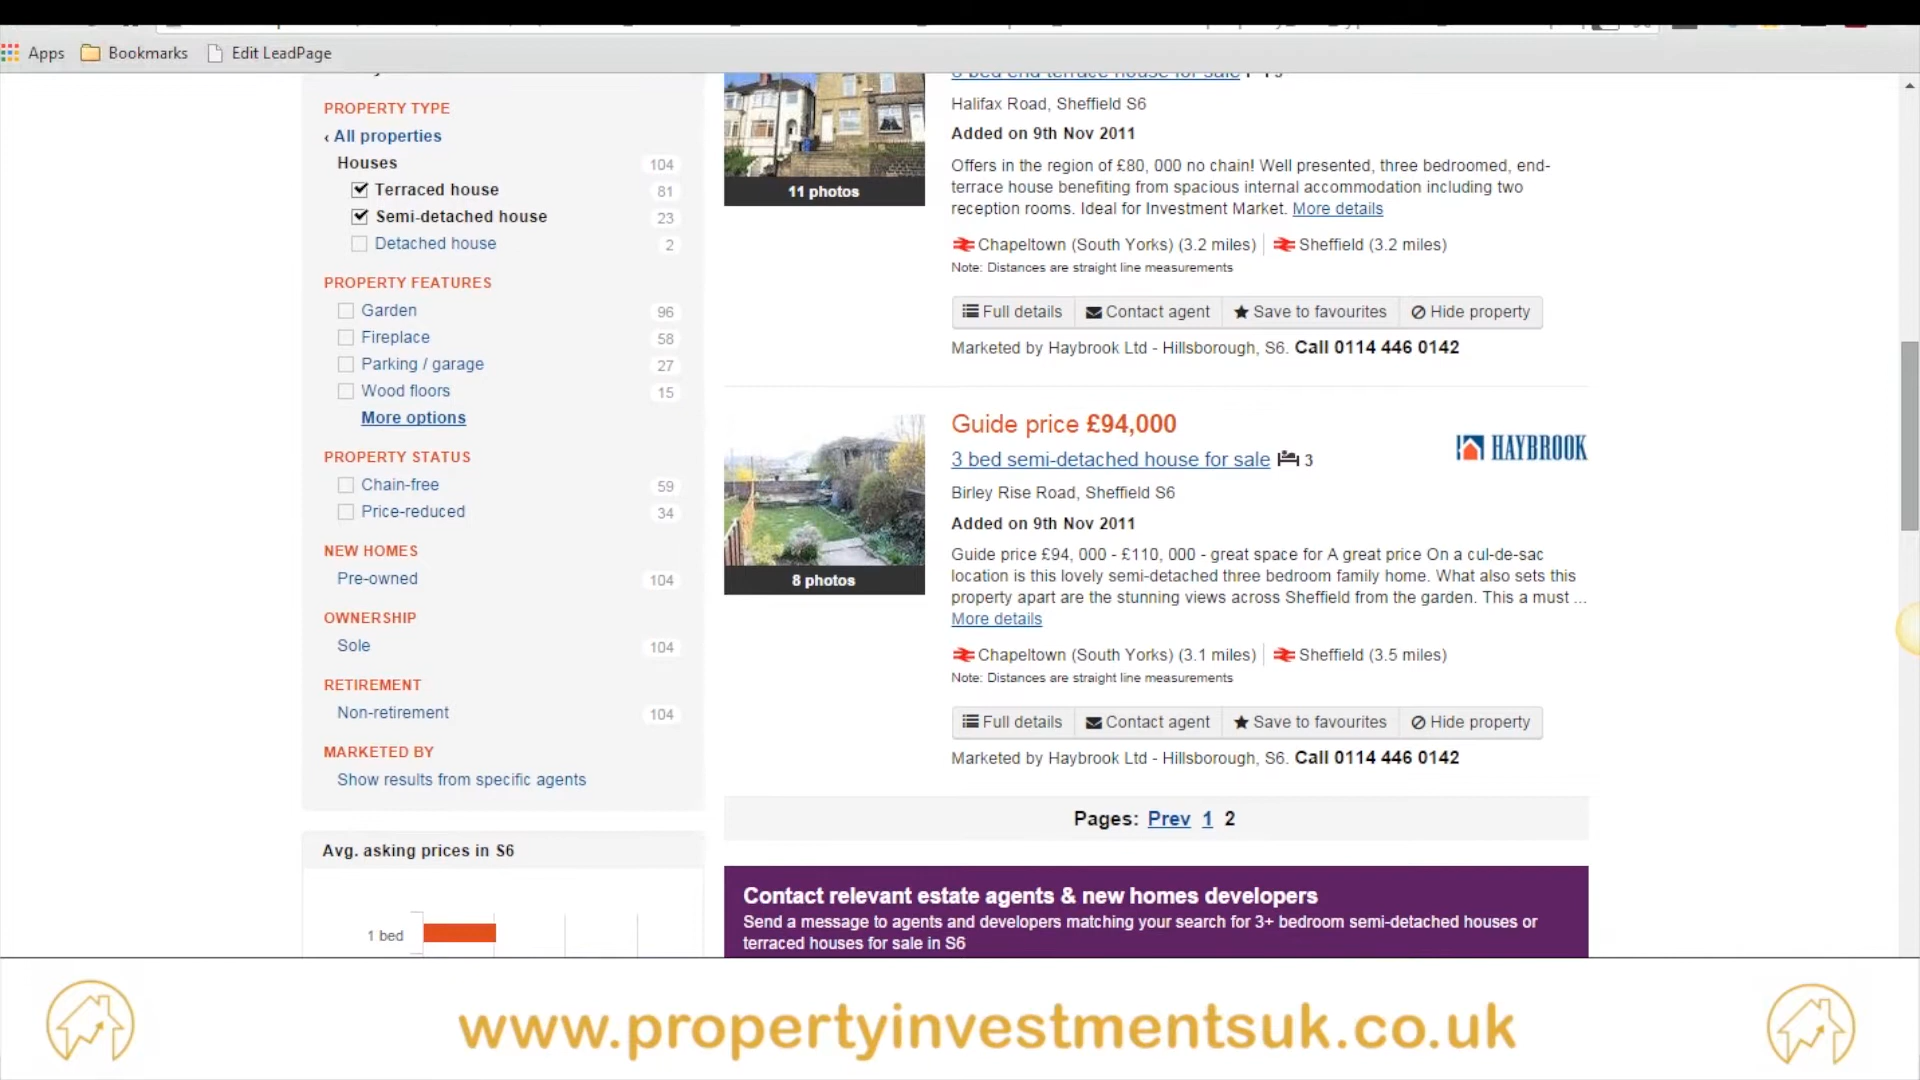 Apps Bookmarks Edit LeadPage
PROPERTY TYPE
‹ All properties
Houses 104
Terraced house 81
Semi-detached house 23
Detached house 2
PROPERTY FEATURES
Garden 96
Fireplace 58
Parking / garage 27
Wood floors 15
More options
PROPERTY STATUS
Chain-free 59
Price-reduced 34
NEW HOMES
Pre-owned 104
OWNERSHIP
Sole 104
RETIREMENT
Non-retirement 104
MARKETED BY
Show results from specific agents
Avg. asking prices in S6
1 bed
3 bed end terrace house for sale
11 photos
Halifax Road, Sheffield S6
Added on 9th Nov 2011
Offers in the region of £80, 000 no chain! Well presented, three bedroomed, end-
terrace house benefiting from spacious internal accommodation including two
reception rooms. Ideal for Investment Market. More details
Chapeltown (South Yorks) (3.2 miles) Sheffield (3.2 miles)
Note: Distances are straight line measurements
Full details Contact agent Save to favourites Hide property
Marketed by Haybrook Ltd - Hillsborough, S6. Call 0114 446 0142
8 photos
Guide price £94,000
HAYBROOK
3 bed semi-detached house for sale 3
Birley Rise Road, Sheffield S6
Added on 9th Nov 2011
Guide price £94, 000 - £110, 000 - great space for A great price On a cul-de-sac
location is this lovely semi-detached three bedroom family home. What also sets this
property apart are the stunning views across Sheffield from the garden. This a must ...
More details
Chapeltown (South Yorks) (3.1 miles) Sheffield (3.5 miles)
Note: Distances are straight line measurements
Full details Contact agent Save to favourites Hide property
Marketed by Haybrook Ltd - Hillsborough, S6. Call 0114 446 0142
Pages: Prev 1 2
Contact relevant estate agents & new homes developers
Send a message to agents and developers matching your search for 3+ bedroom semi-detached houses or
terraced houses for sale in S6
www.propertyinvestmentsuk.co.uk